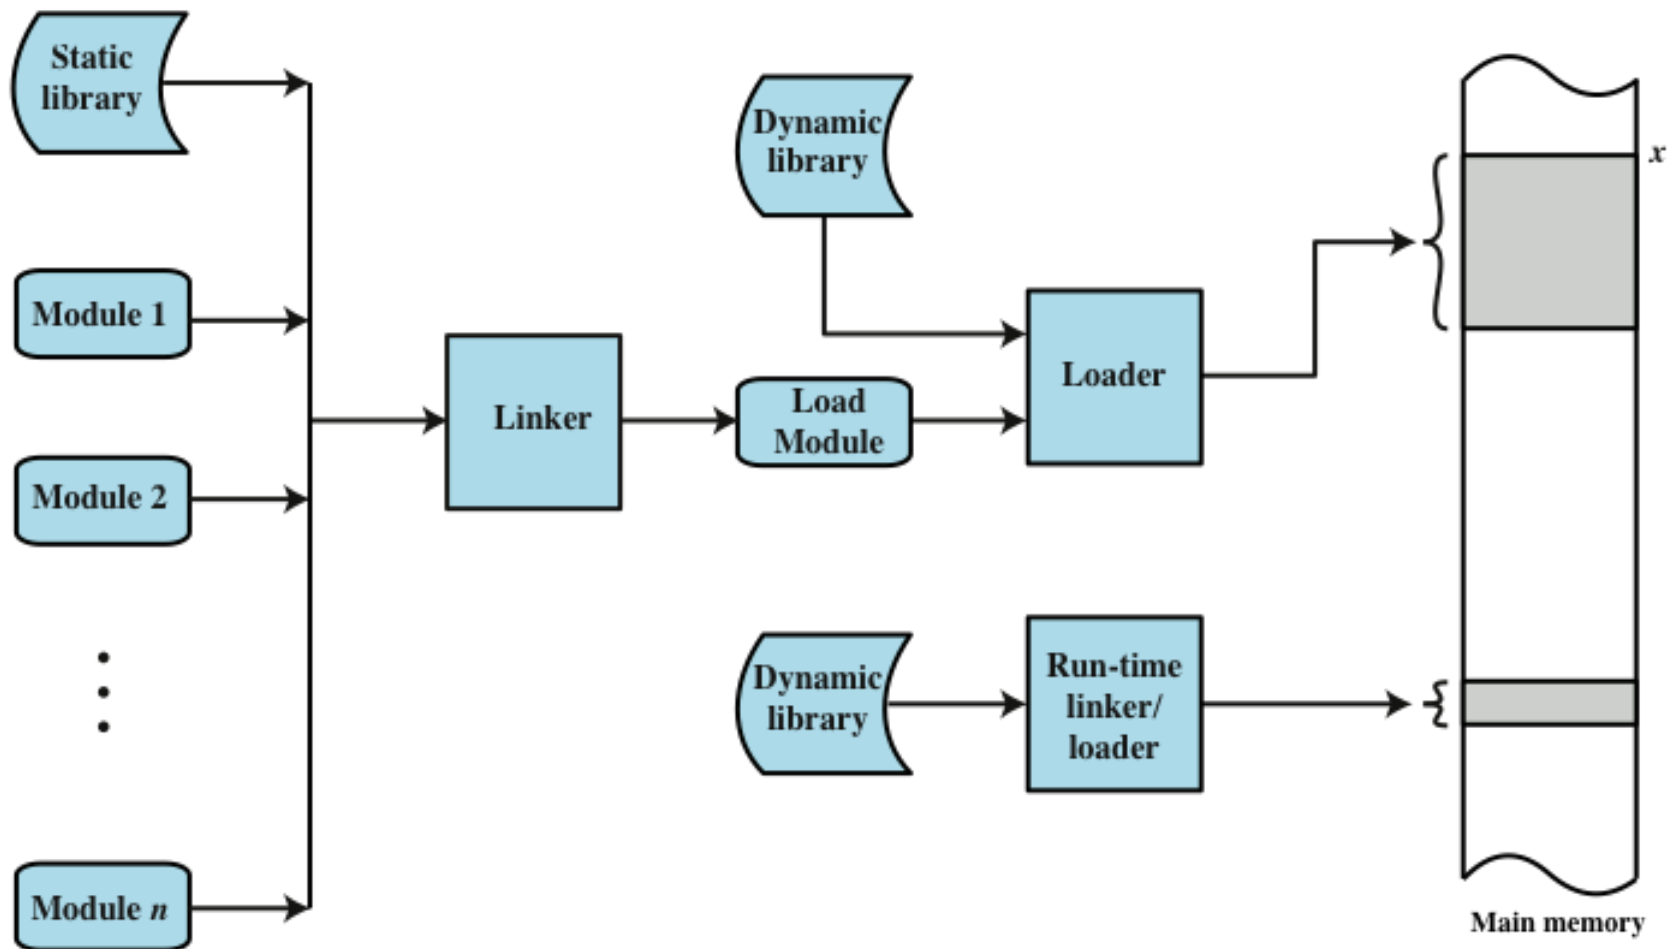 Static
library
Module 1
Module 2
Module n
Linker
Dynamic
library
Load
Module
Loader
Dynamic
library
Run-time
linker/
loader
x
Main memory